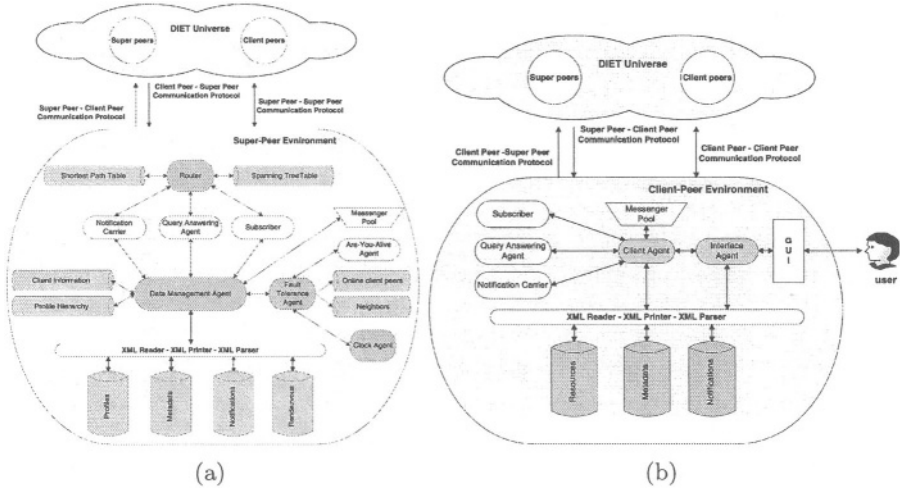 DIET Universe
Super peers
Client peers
Client Peer - Super Peer
Communication Protocol
Super Peer - Client Peer
Communication Protocol
Super Peer - Super Peer
Communication Protocol
Super-Peer Evnironment
Shortest Path Table
Router
Spanning TreeTable
Notification
Carrier
Query Answering
Agent
Subscriber
Messenger
Pool
Are-You-Alive
Agent
Client Information
Profile Hierarchy
Data Management Agent
Fault
Tolerance
Agent
Online client peers
Neighbors
Clock Agent
XML Reader - XML Printer - XML Parser
Profiles
Metadata
Notifications
Rendezvous
(a)
DIET Universe
Super peers
Client peers
Super Peer - Client Peer
Communication Protocol
Client Peer -Super Peer
Communication Protocol
Client Peer - Client Peer
Communication Protocol
Client-Peer Evnironment
Subscriber
Messenger
Pool
Query Answering
Agent
Client Agent
Interface
Agent
G
U
I
user
Notification Carrier
XML Reader - XML Printer - XML Parser
Resources
Metadata
Notifications
(b)